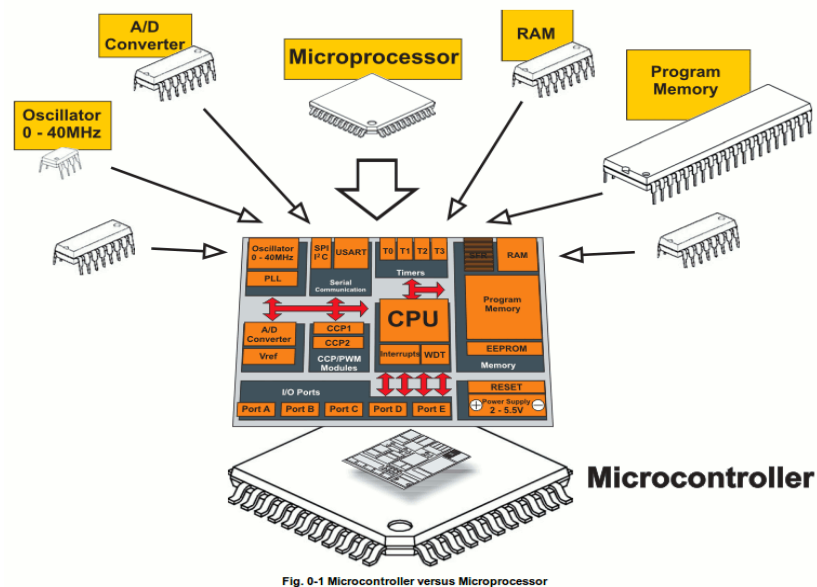 A/D
Converter
Microprocessor
RAM
Program
Memory
Oscillator
0 - 40MHz
Oscillator
0 - 40MHz
PLL
SPI
I²C
USART
Serial
Communication
T0 T1 T2 T3
Timers
SFR
RAM
Program
Memory
EEPROM
Memory
A/D
Converter
Vref
CCP1
CCP2
CCP/PWM
Modules
CPU
Interrupts WDT
I/O Ports
Port A Port B Port C Port D Port E
RESET
+ Power Supply −
2 - 5.5V
Microcontroller
Fig. 0-1 Microcontroller versus Microprocessor